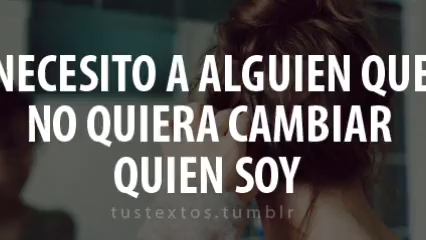 NECESITO A ALGUIEN QUE
NO QUIERA CAMBIAR
QUIEN SOY
tustextos.tumblr